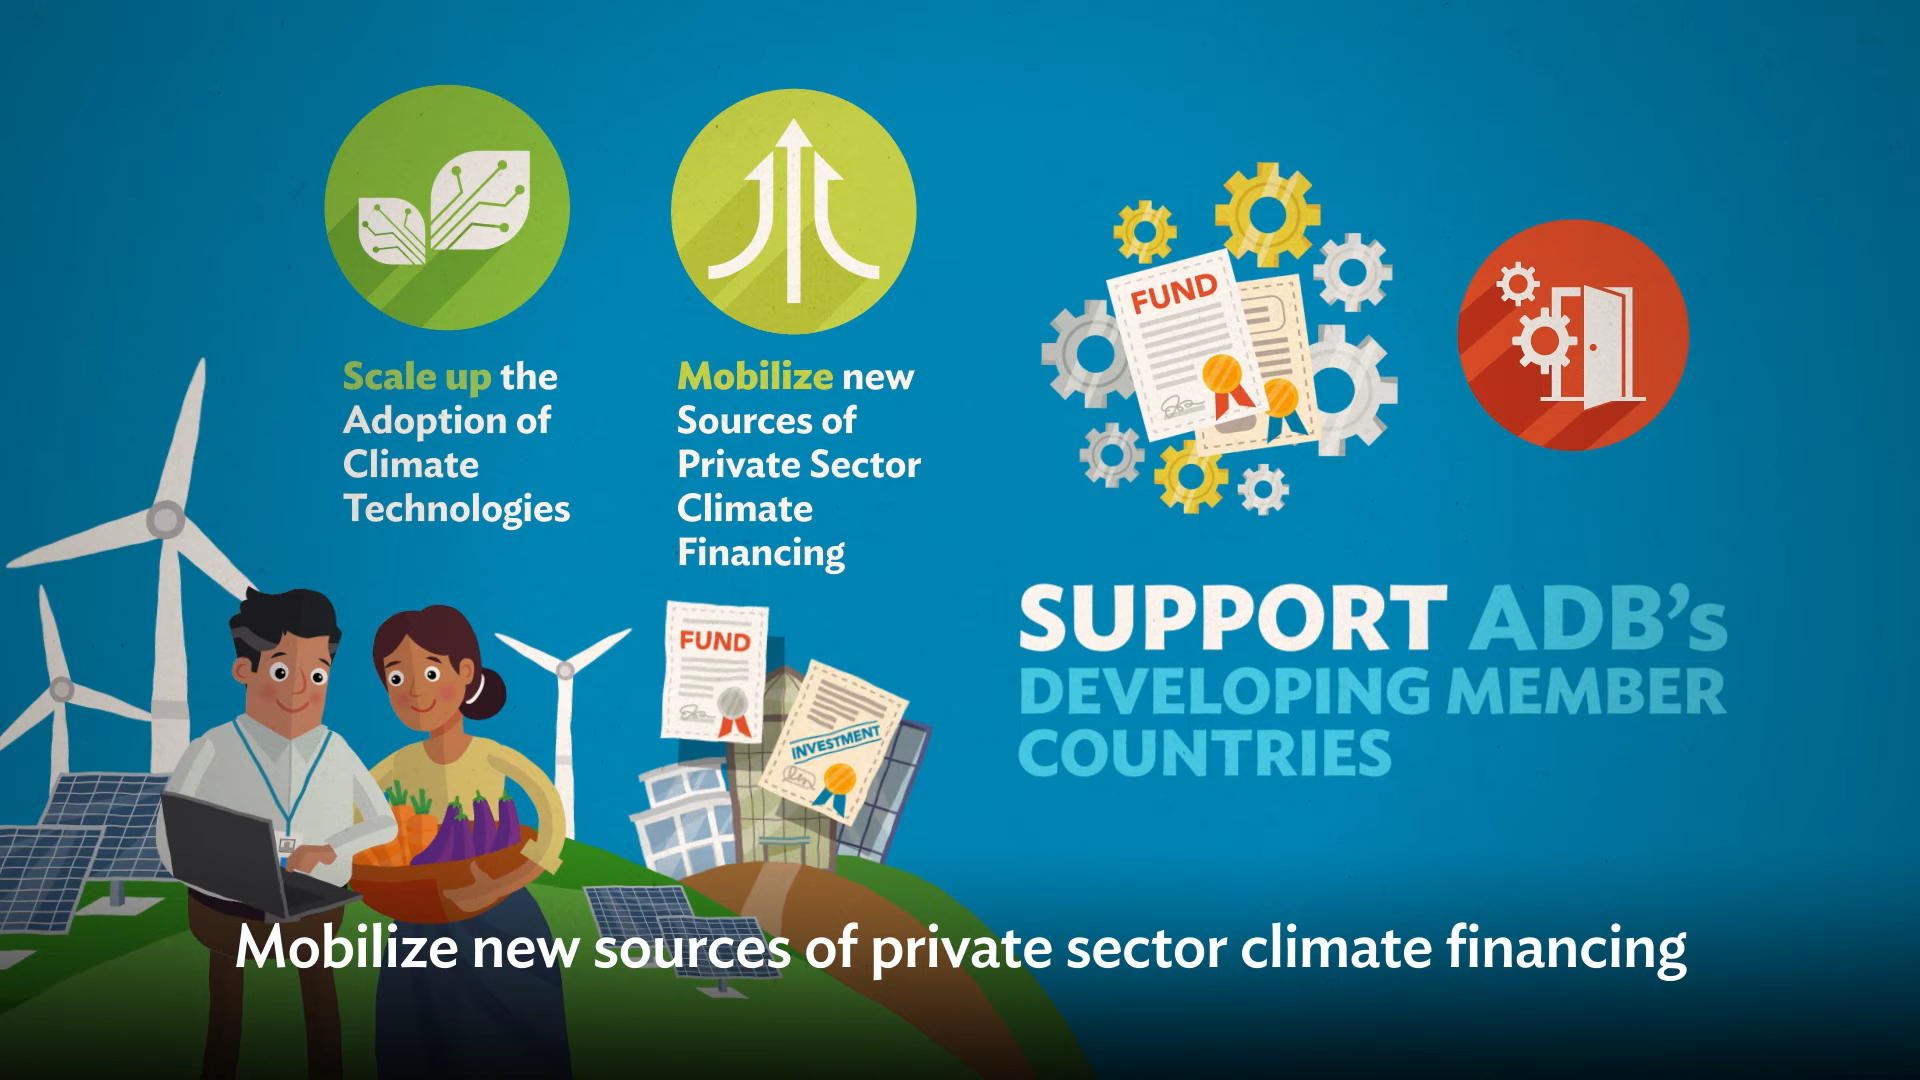 Scale up the
Adoption of
Climate
Technologies
Mobilize new
Sources of
Private Sector
Climate
Financing
FUND
SUPPORT ADB's
DEVELOPING MEMBER
COUNTRIES
FUND
INVESTMENT
Mobilize new sources of private sector climate financing